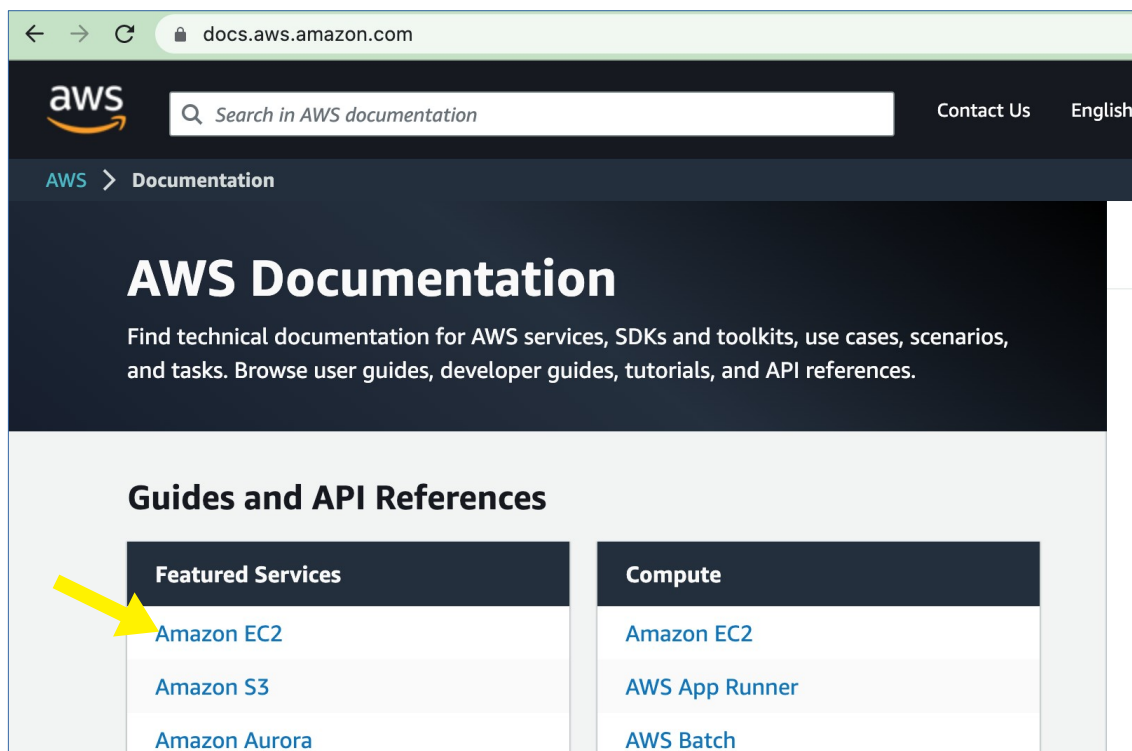 docs.aws.amazon.com
aws
Search in AWS documentation
Contact Us
English
AWS > Documentation
AWS Documentation
Find technical documentation for AWS services, SDKs and toolkits, use cases, scenarios,
and tasks. Browse user guides, developer guides, tutorials, and API references.
Guides and API References
Featured Services
Amazon EC2
Amazon S3
Amazon Aurora
Compute
Amazon EC2
AWS App Runner
AWS Batch